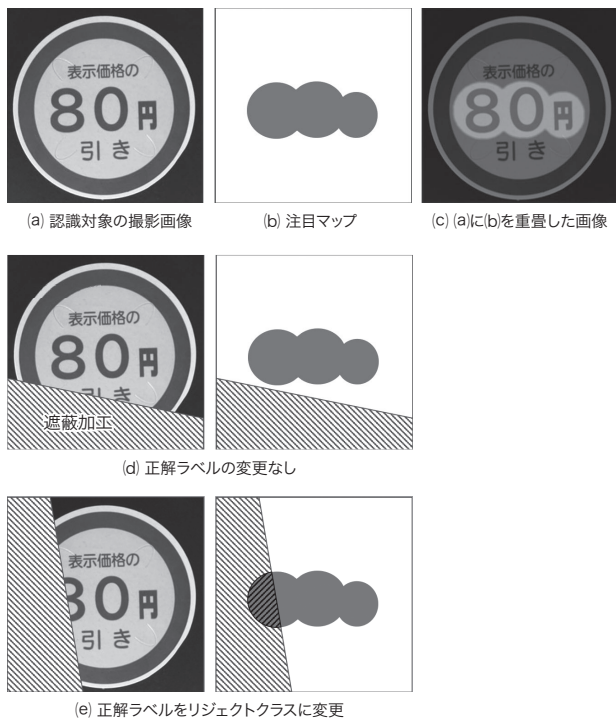 表示価格の
80円
引き
(a) 認識対象の撮影画像
(b) 注目マップ
表示価格の
80円
引き
(c) (a)に(b)を重畳した画像
表示価格の
80円
引き
遮蔽加工
(d) 正解ラベルの変更なし
表示価格の
80円
引き
(e) 正解ラベルをリジェクトクラスに変更